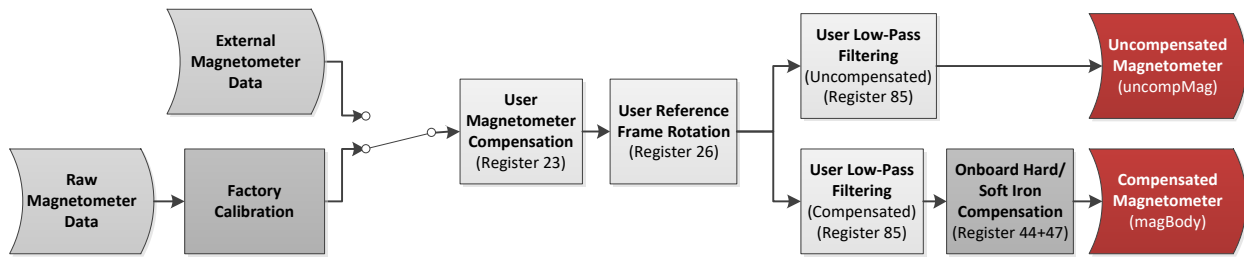 External
Magnetometer
Data
Raw
Magnetometer
Data
Factory
Calibration
User
Magnetometer
Compensation
(Register 23)
User Reference
Frame Rotation
(Register 26)
User Low-Pass
Filtering
(Uncompensated)
(Register 85)
Uncompensated
Magnetometer
(uncompMag)
User Low-Pass
Filtering
(Compensated)
(Register 85)
Onboard Hard/
Soft Iron
Compensation
(Register 44+47)
Compensated
Magnetometer
(magBody)